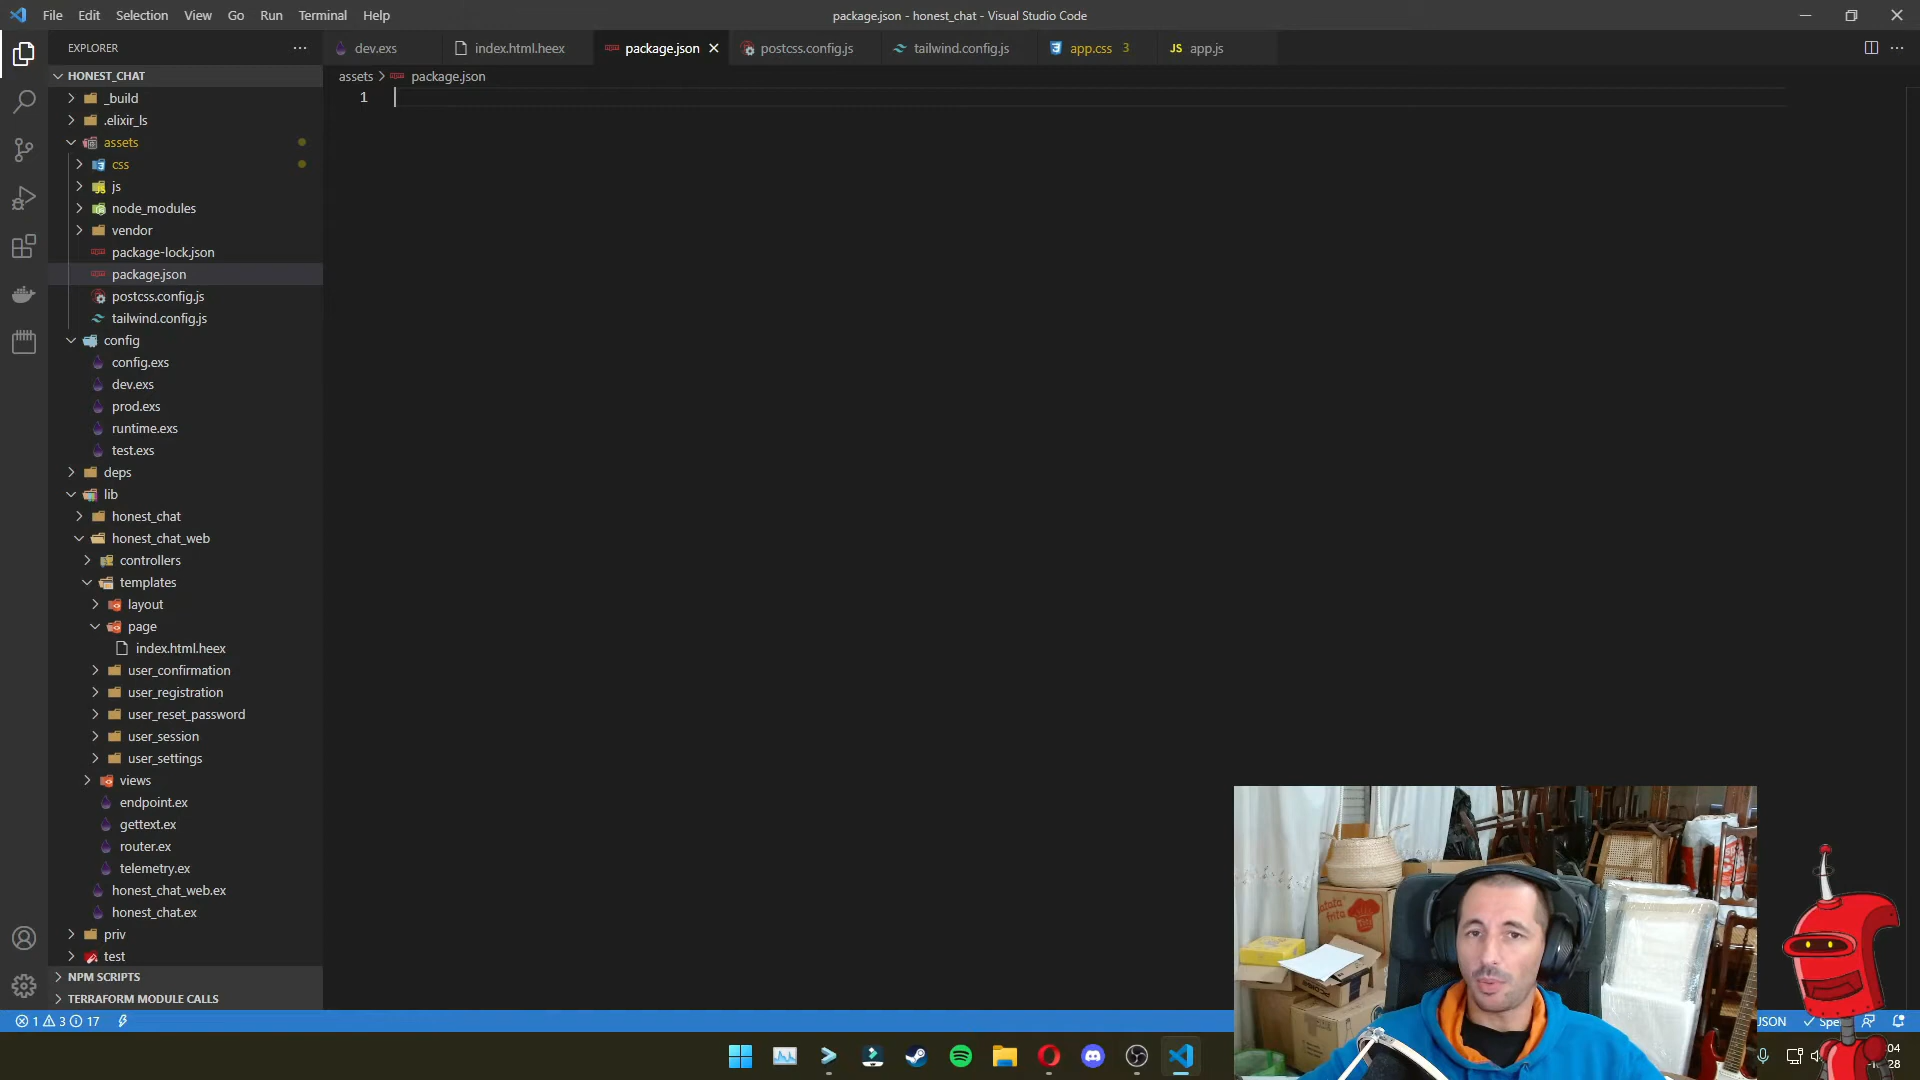 File Edit Selection View Go Run Terminal Help
package.json - honest_chat - Visual Studio Code
EXPLORER
dev.exs
index.html.heex
package.json
postcss.config.js
tailwind.config.js
app.css 3
JS app.js
HONEST_CHAT
assets > package.json
_build
1
.elixir_ls
assets
css
js
node_modules
vendor
package-lock.json
package.json
postcss.config.js
tailwind.config.js
config
config.exs
dev.exs
prod.exs
runtime.exs
test.exs
deps
lib
honest_chat
honest_chat_web
controllers
templates
layout
page
index.html.heex
user_confirmation
user_registration
user_reset_password
user_session
user_settings
views
endpoint.ex
gettext.ex
router.ex
telemetry.ex
honest_chat_web.ex
honest_chat.ex
priv
test
NPM SCRIPTS
TERRAFORM MODULE CALLS
1 3 17
JSON
Spe
04
28